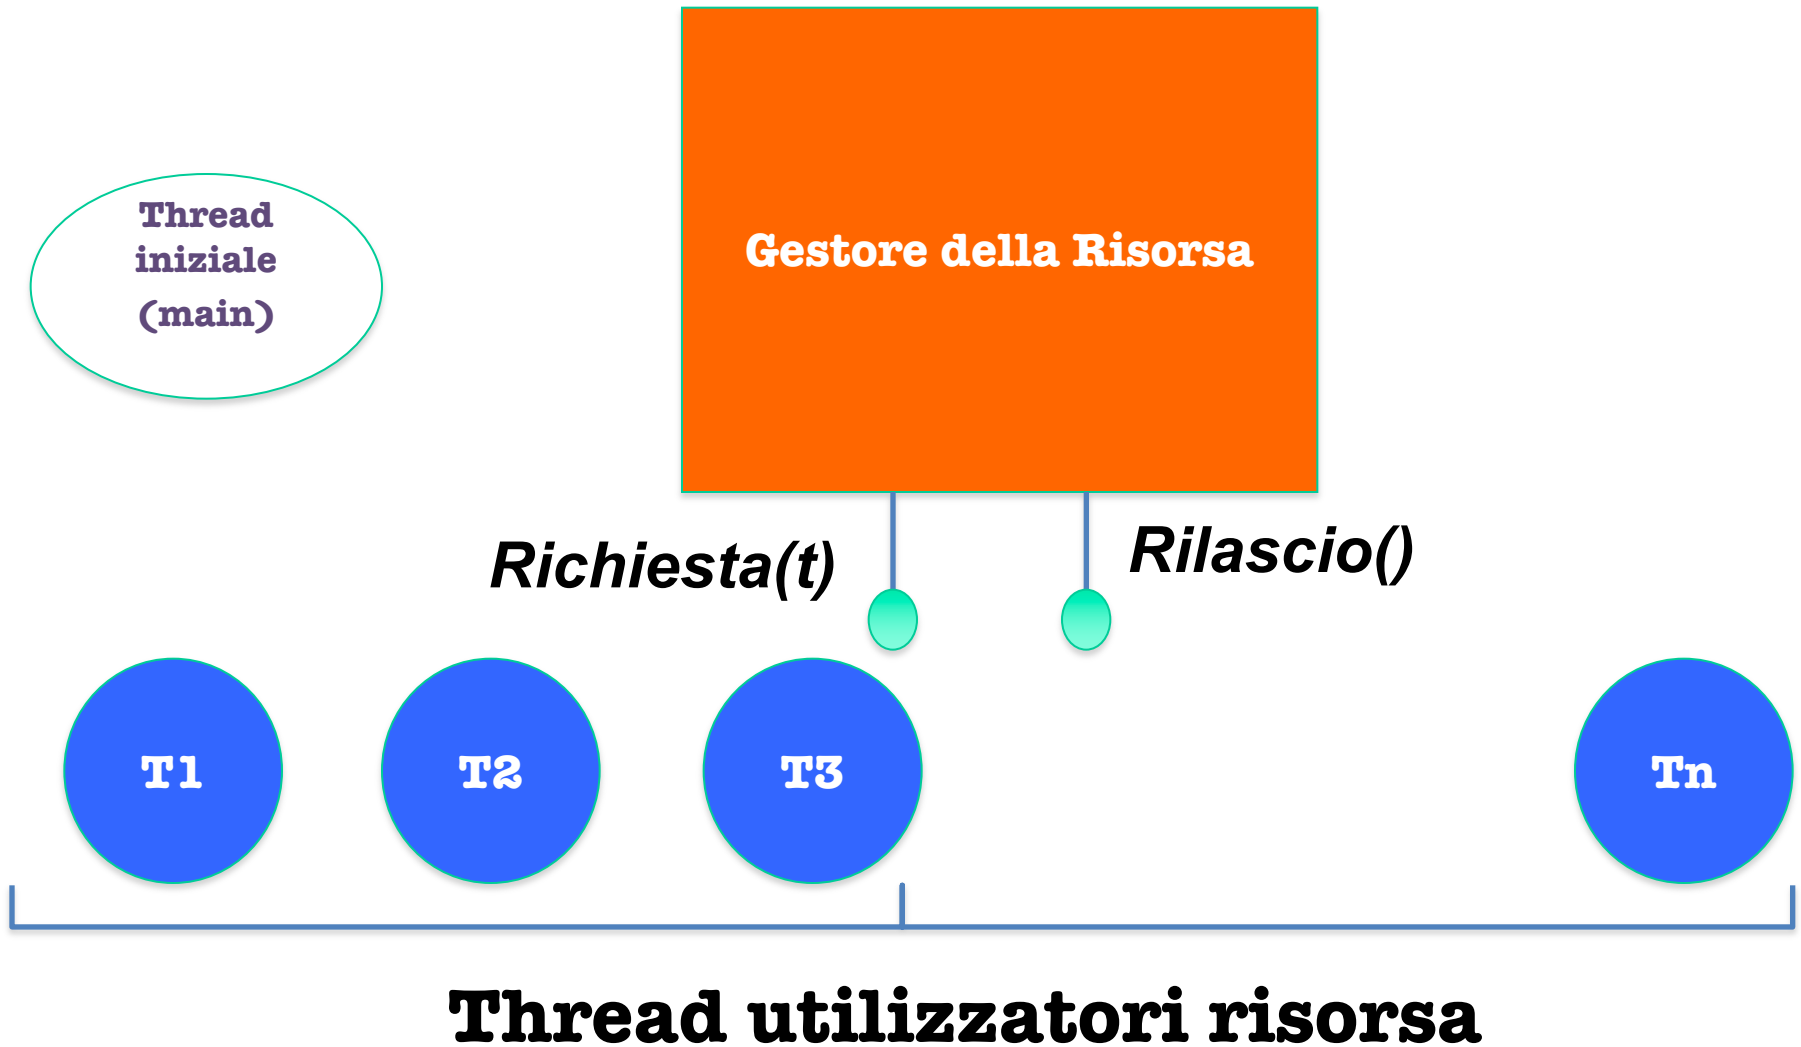 Thread
iniziale
(main)
Gestore della Risorsa
Richiesta(t)
Rilascio()
T1
T2
T3
Tn
Thread utilizzatori risorsa